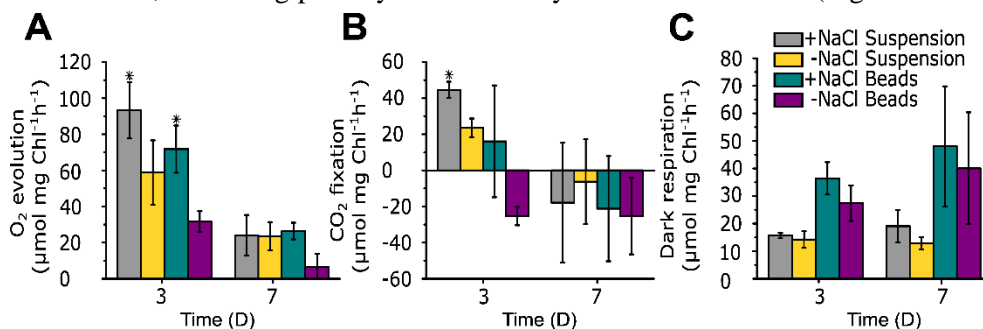 A
B
C
+NaCl Suspension
-NaCl Suspension
+NaCl Beads
-NaCl Beads
O₂ evolution
(µmol mg Chl⁻¹h⁻¹)
120
100
80
60
40
20
0
3
7
Time (D)
*
*
CO₂ fixation
(µmol mg Chl⁻¹h⁻¹)
60
40
20
0
-20
-40
-60
3
7
Time (D)
*
Dark respiration
(µmol mg Chl⁻¹h⁻¹)
80
70
60
50
40
30
20
10
0
3
7
Time (D)